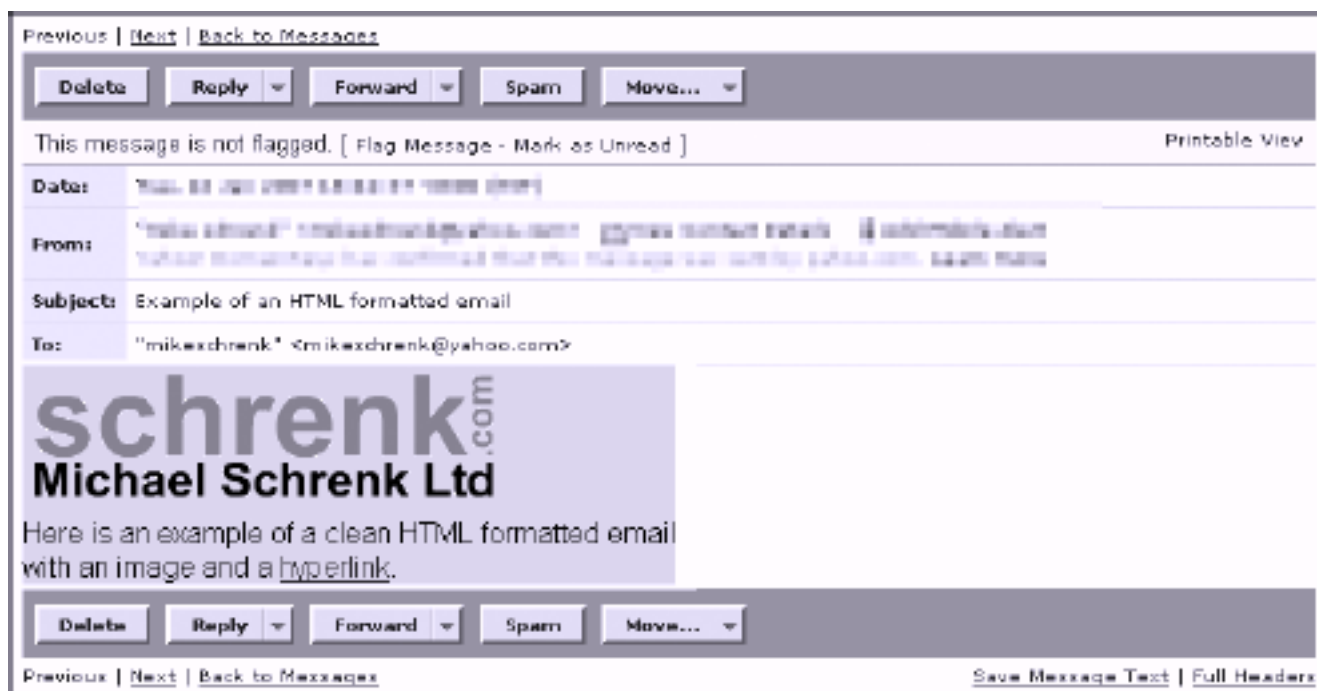 Previous | Next | Back to Messages
Delete Reply Forward Spam Move...
This message is not flagged. [ Flag Message - Mark as Unread ] Printable View
Date:
From:
Subject: Example of an HTML formatted email
To: "mikeschrenk" <mikeschrenk@yahoo.com>
schrenk.com
Michael Schrenk Ltd
Here is an example of a clean HTML formatted email
with an image and a hyperlink.
Delete Reply Forward Spam Move...
Previous | Next | Back to Messages Save Message Text | Full Headers